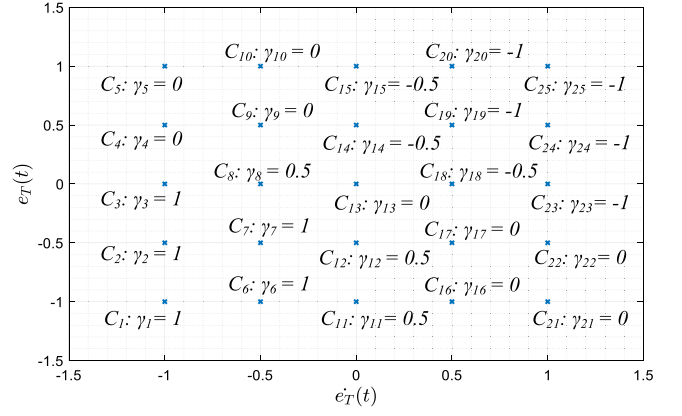 1.5
C₁₀: γ₁₀ = 0
C₂₀: γ₂₀= -1
1
C₅: γ₅ = 0
C₁₅: γ₁₅= -0.5
C₂₅: γ₂₅ = -1
C₉: γ₉ = 0
C₁₉: γ₁₉= -1
0.5
C₄: γ₄ = 0
C₁₄: γ₁₄ = -0.5
C₂₄: γ₂₄ = -1
C₈: γ₈ = 0.5
C₁₈: γ₁₈ = -0.5
0
C₃: γ₃ = 1
C₁₃: γ₁₃ = 0
C₂₃: γ₂₃= -1
C₇: γ₇ = 1
C₁₇: γ₁₇ = 0
-0.5
C₂: γ₂ = 1
C₁₂: γ₁₂ = 0.5
C₂₂: γ₂₂= 0
C₆: γ₆ = 1
C₁₆: γ₁₆ = 0
-1
C₁: γ₁= 1
C₁₁: γ₁₁= 0.5
C₂₁: γ₂₁ = 0
-1.5
-1.5 -1 -0.5 0 0.5 1 1.5
ė_T(t)
e_T(t)